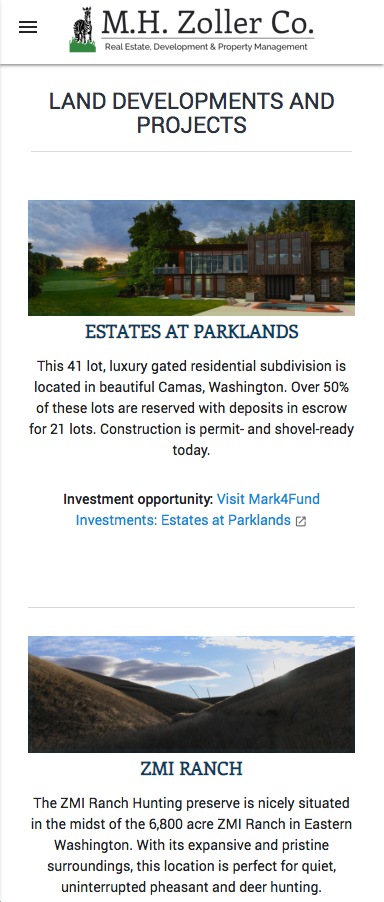 M.H. Zoller Co.
Real Estate, Development & Property Management
LAND DEVELOPMENTS AND
PROJECTS
ESTATES AT PARKLANDS
This 41 lot, luxury gated residential subdivision is
located in beautiful Camas, Washington. Over 50%
of these lots are reserved with deposits in escrow
for 21 lots. Construction is permit- and shovel-ready
today.
Investment opportunity: Visit Mark4Fund
Investments: Estates at Parklands
ZMI RANCH
The ZMI Ranch Hunting preserve is nicely situated
in the midst of the 6,800 acre ZMI Ranch in Eastern
Washington. With its expansive and pristine
surroundings, this location is perfect for quiet,
uninterrupted pheasant and deer hunting.